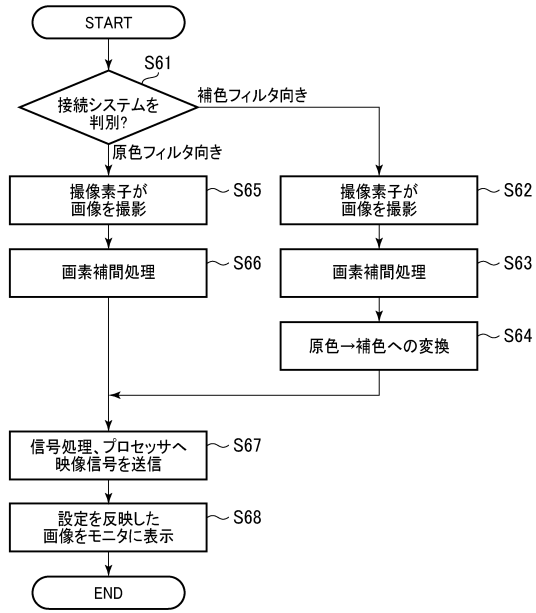 START
S61
接続システムを
判別?
補色フィルタ向き
原色フィルタ向き
撮像素子が
画像を撮影
S65
撮像素子が
画像を撮影
S62
画素補間処理
S66
画素補間処理
S63
原色→補色への変換
S64
信号処理、プロセッサへ
映像信号を送信
S67
設定を反映した
画像をモニタに表示
S68
END